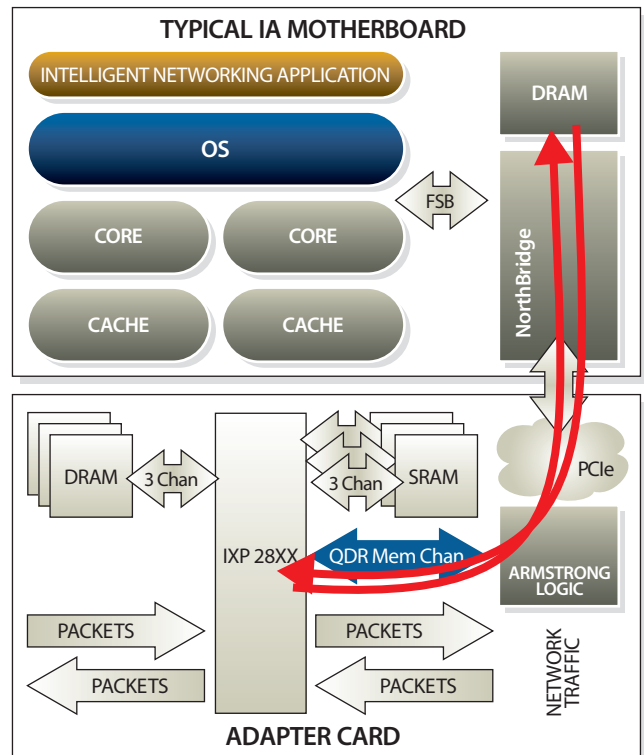 TYPICAL IA MOTHERBOARD
INTELLIGENT NETWORKING APPLICATION
OS
CORE
CORE
CACHE
CACHE
FSB
DRAM
NorthBridge
DRAM
3 Chan
IXP 28XX
3 Chan
SRAM
PCIe
QDR Mem Chan
ARMSTRONG
LOGIC
PACKETS
PACKETS
PACKETS
PACKETS
NETWORK
TRAFFIC
ADAPTER CARD